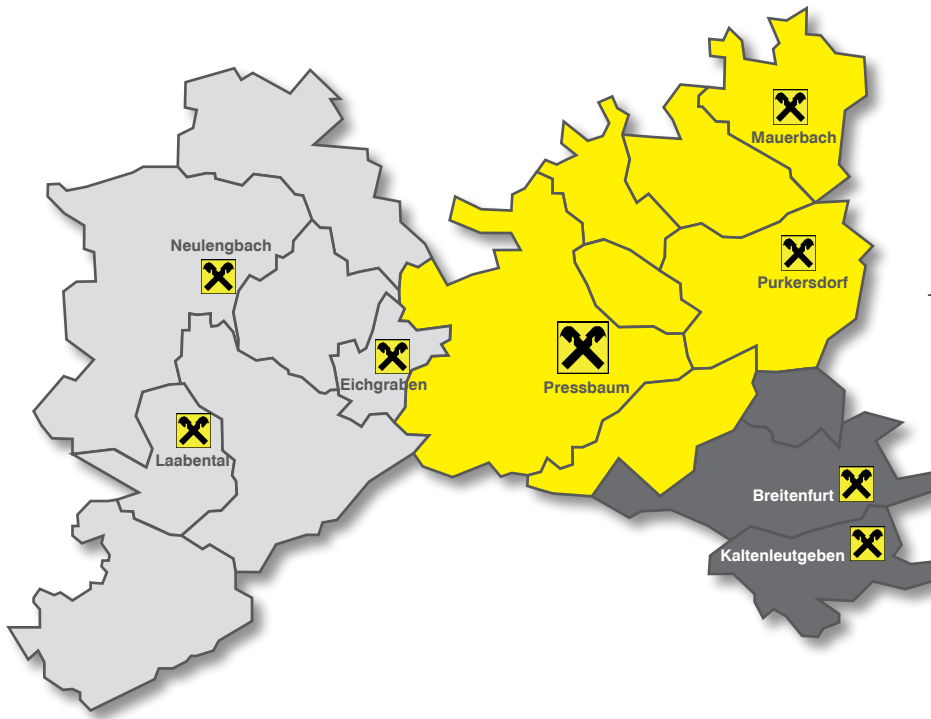 Mauerbach
Neulengbach
Purkersdorf
Eichgraben
Pressbaum
Laabental
Breitenfurt
Kaltenleutgeben